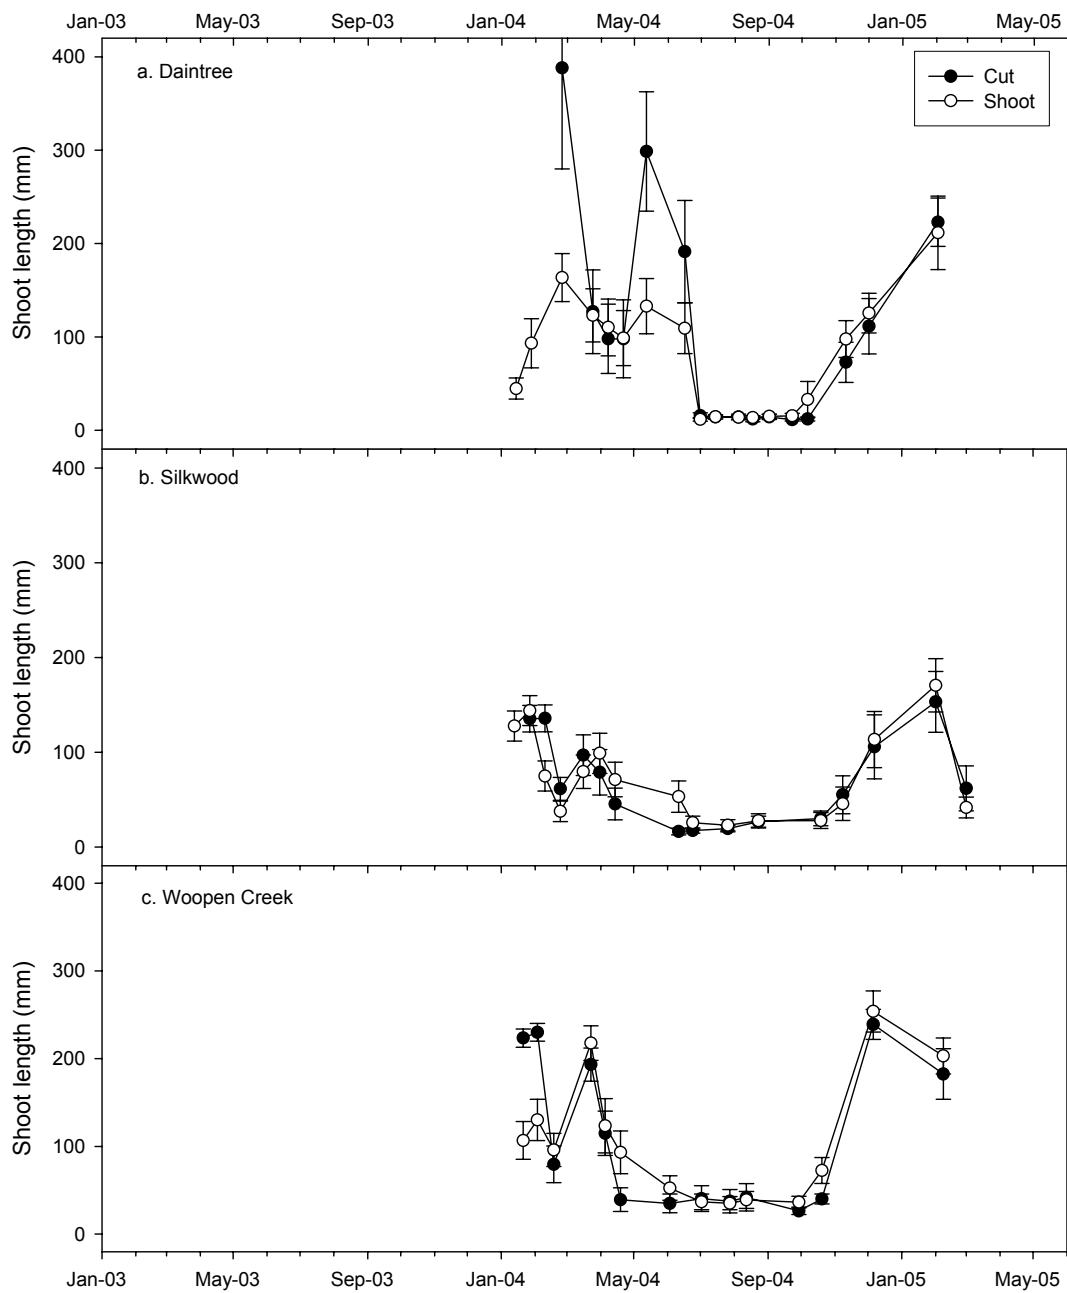 Jan-03 May-03 Sep-03 Jan-04 May-04 Sep-04 Jan-05 May-05
400
300
200
100
0
Shoot length (mm)
a. Daintree
Cut
Shoot
400
300
200
100
0
Shoot length (mm)
b. Silkwood
400
300
200
100
0
Shoot length (mm)
c. Woopen Creek
Jan-03 May-03 Sep-03 Jan-04 May-04 Sep-04 Jan-05 May-05